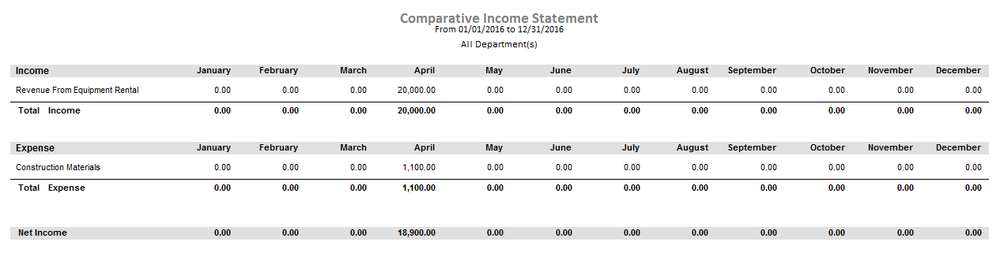 Comparative Income Statement
From 01/01/2016 to 12/31/2016
All Department(s)
Income January February March April May June July August September October November December
Revenue From Equipment Rental 0.00 0.00 0.00 20,000.00 0.00 0.00 0.00 0.00 0.00 0.00 0.00 0.00
Total Income 0.00 0.00 0.00 20,000.00 0.00 0.00 0.00 0.00 0.00 0.00 0.00 0.00
Expense January February March April May June July August September October November December
Construction Materials 0.00 0.00 0.00 1,100.00 0.00 0.00 0.00 0.00 0.00 0.00 0.00 0.00
Total Expense 0.00 0.00 0.00 1,100.00 0.00 0.00 0.00 0.00 0.00 0.00 0.00 0.00
Net Income 0.00 0.00 0.00 18,900.00 0.00 0.00 0.00 0.00 0.00 0.00 0.00 0.00